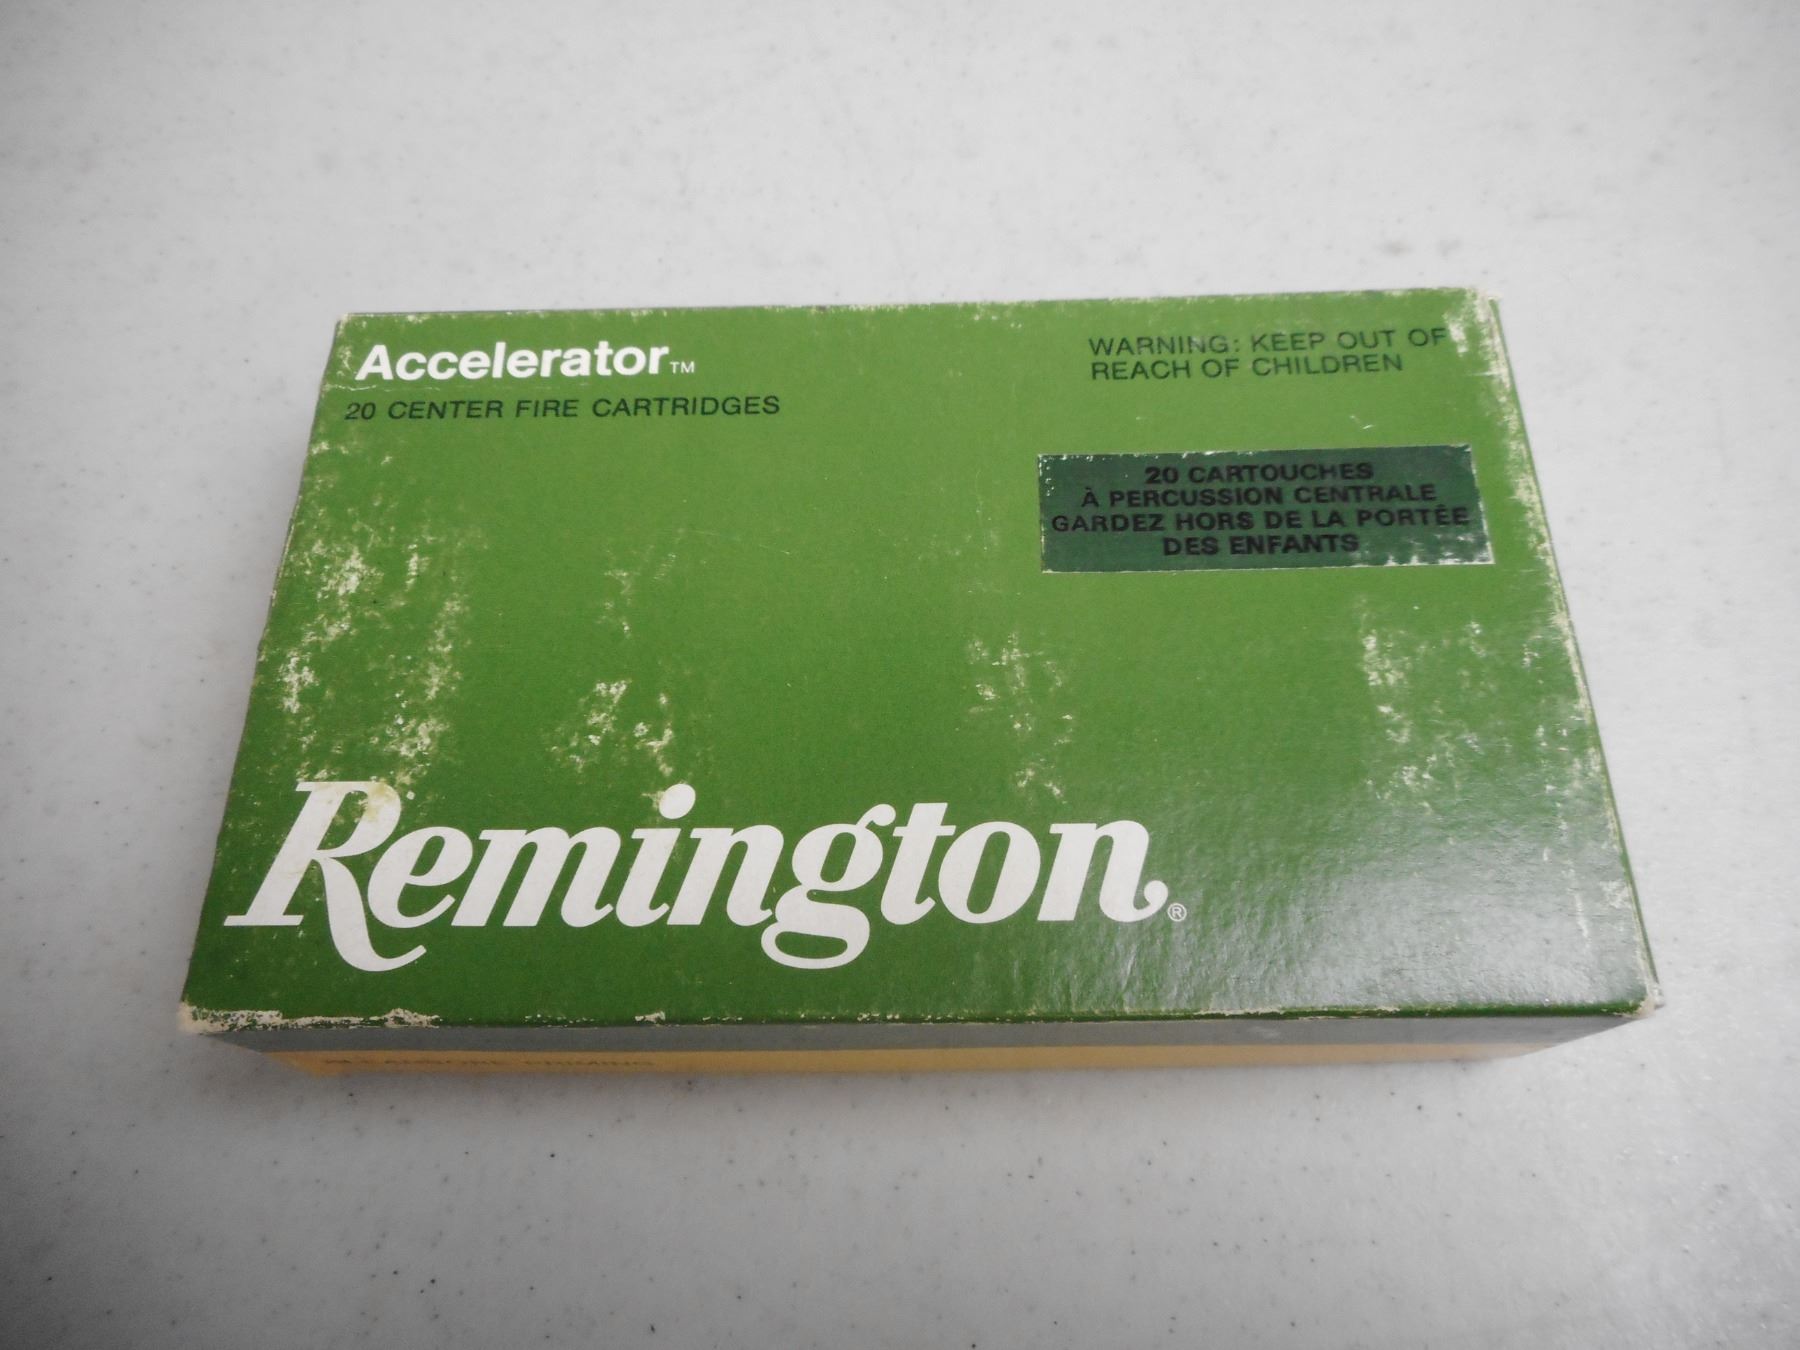 Accelerator™
20 CENTER FIRE CARTRIDGES
WARNING: KEEP OUT OF
REACH OF CHILDREN
20 CARTOUCHES
À PERCUSSION CENTRALE
GARDEZ HORS DE LA PORTÉE
DES ENFANTS
Remington®